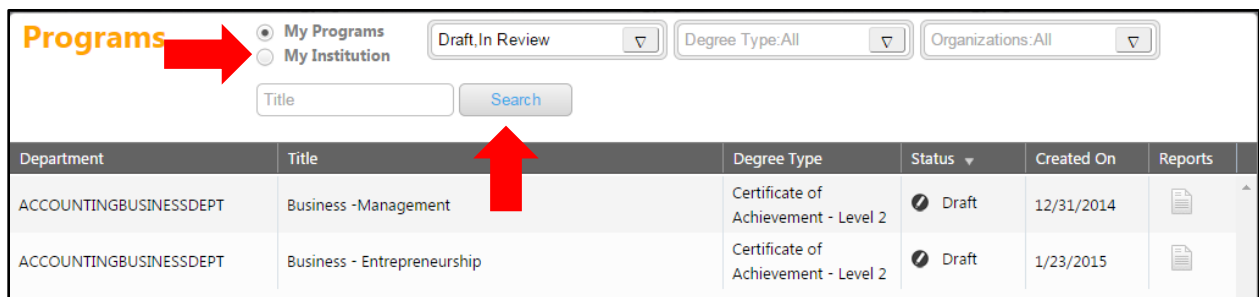 Programs
My Programs
My Institution
Draft,In Review
Degree Type:All
Organizations:All
Title
Search
Department Title Degree Type Status Created On Reports
ACCOUNTINGBUSINESSDEPT Business -Management Certificate of Achievement - Level 2 Draft 12/31/2014
ACCOUNTINGBUSINESSDEPT Business - Entrepreneurship Certificate of Achievement - Level 2 Draft 1/23/2015